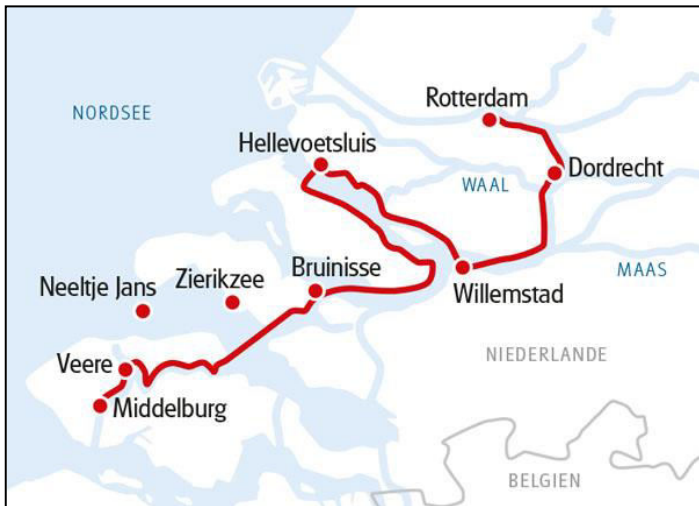 NORDSEE
Rotterdam
Hellevoetsluis
Dordrecht
WAAL
Neeltje Jans
Zierikzee
Bruinisse
Willemstad
MAAS
Veere
NIEDERLANDE
Middelburg
BELGIEN